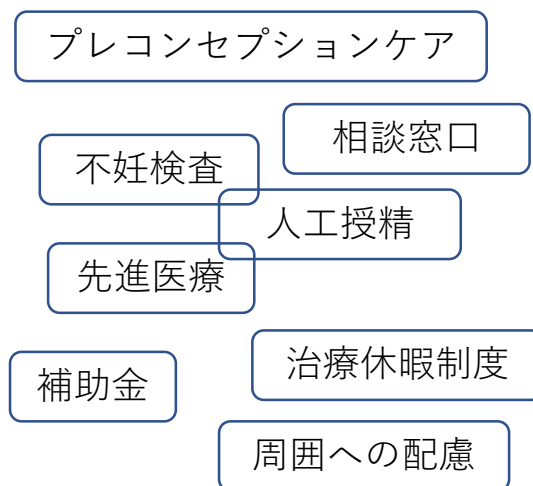 プレコンセプションケア
相談窓口
不妊検査
人工授精
先進医療
治療休暇制度
補助金
周囲への配慮